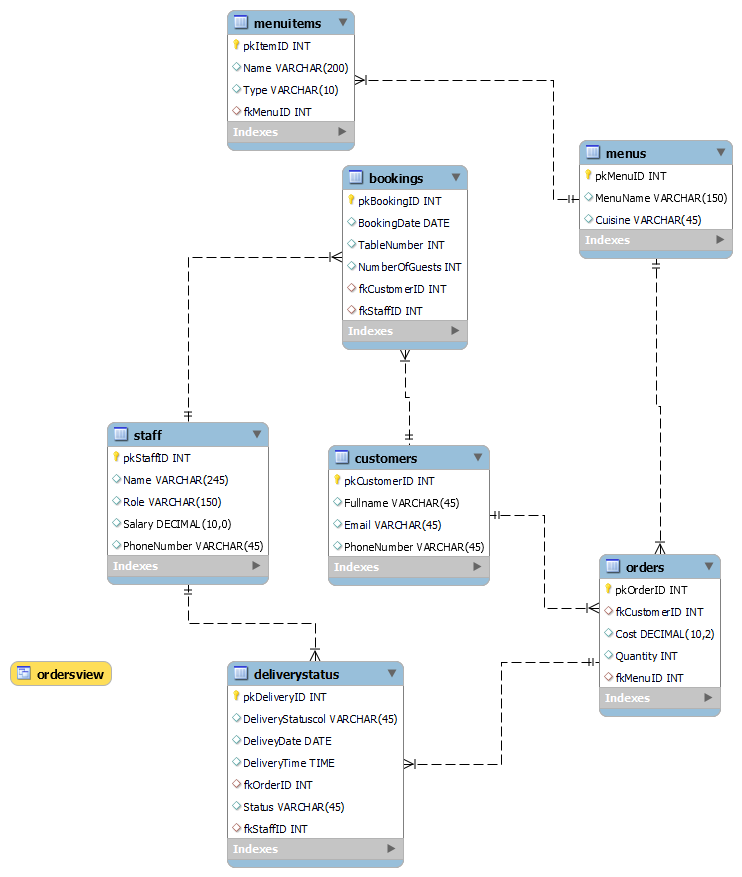 menuitems
pkItemID INT
Name VARCHAR(200)
Type VARCHAR(10)
fkMenuID INT
Indexes
menus
pkMenuID INT
MenuName VARCHAR(150)
Cuisine VARCHAR(45)
Indexes
bookings
pkBookingID INT
BookingDate DATE
TableNumber INT
NumberOfGuests INT
fkCustomerID INT
fkStaffID INT
Indexes
staff
pkStaffID INT
Name VARCHAR(245)
Role VARCHAR(150)
Salary DECIMAL(10,0)
PhoneNumber VARCHAR(45)
Indexes
customers
pkCustomerID INT
Fullname VARCHAR(45)
Email VARCHAR(45)
PhoneNumber VARCHAR(45)
Indexes
orders
pkOrderID INT
fkCustomerID INT
Cost DECIMAL(10,2)
Quantity INT
fkMenuID INT
Indexes
ordersview
deliverystatus
pkDeliveryID INT
DeliveryStatuscol VARCHAR(45)
DeliveyDate DATE
DeliveryTime TIME
fkOrderID INT
Status VARCHAR(45)
fkStaffID INT
Indexes